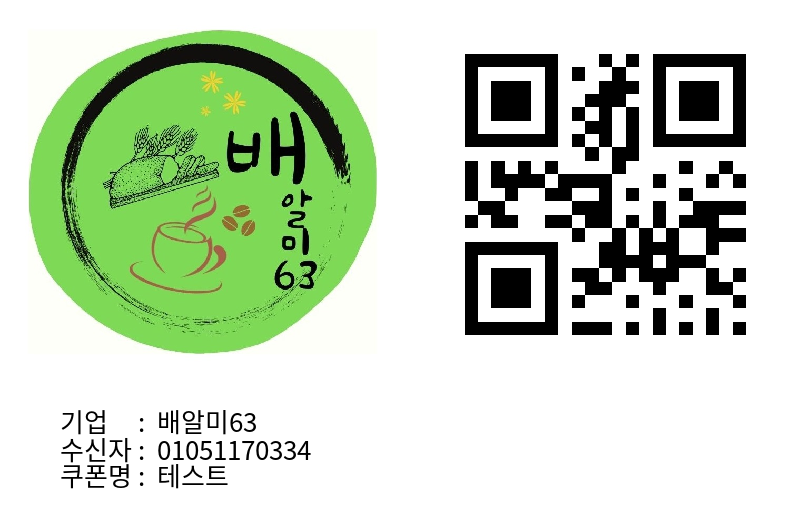 배
알
미
63
기업 : 배알미63
수신자 : 01051170334
쿠폰명 : 테스트